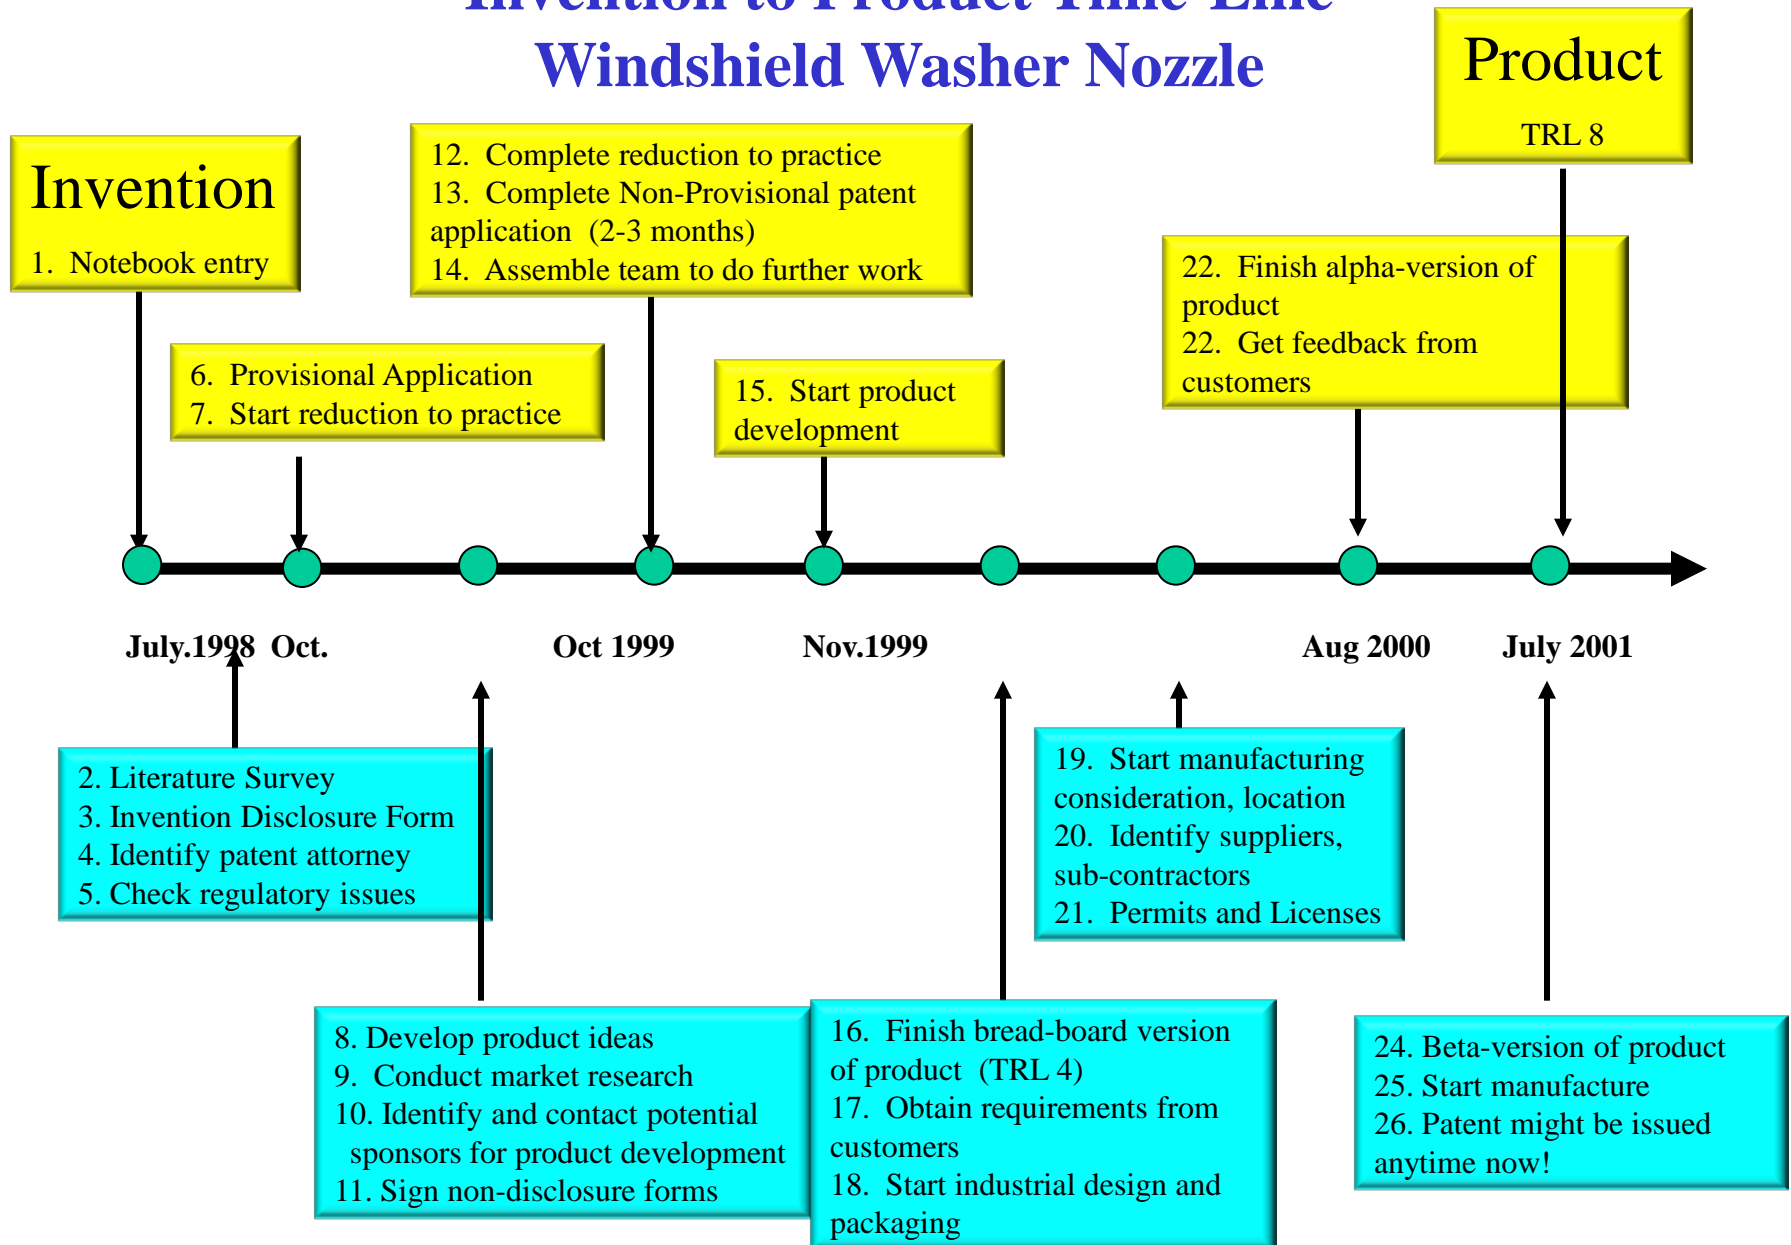 Invention to Product Time-Line
Windshield Washer Nozzle
Product
TRL 8
Invention
1. Notebook entry
12. Complete reduction to practice
13. Complete Non-Provisional patent
application (2-3 months)
14. Assemble team to do further work
22. Finish alpha-version of
product
22. Get feedback from
customers
6. Provisional Application
7. Start reduction to practice
15. Start product
development
July.1998 Oct.
Oct 1999
Nov.1999
Aug 2000
July 2001
2. Literature Survey
3. Invention Disclosure Form
4. Identify patent attorney
5. Check regulatory issues
19. Start manufacturing
consideration, location
20. Identify suppliers,
sub-contractors
21. Permits and Licenses
8. Develop product ideas
9. Conduct market research
10. Identify and contact potential
sponsors for product development
11. Sign non-disclosure forms
16. Finish bread-board version
of product (TRL 4)
17. Obtain requirements from
customers
18. Start industrial design and
packaging
24. Beta-version of product
25. Start manufacture
26. Patent might be issued
anytime now!